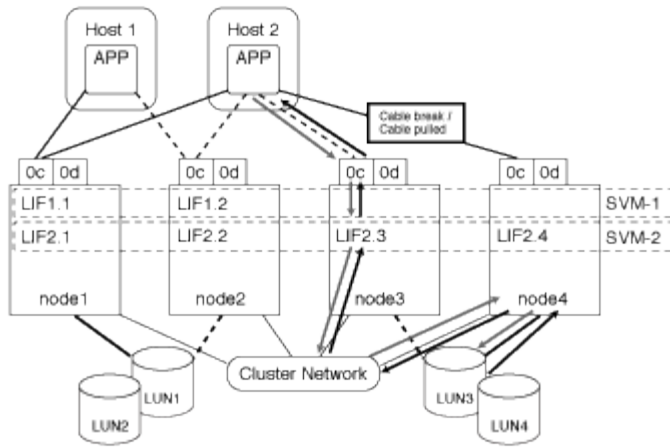 Host 1
Host 2
APP
APP
Cable break /
Cable pulled
0c
0d
0c
0d
0c
0d
0c
0d
LIF1.1
LIF1.2
SVM-1
LIF2.1
LIF2.2
LIF2.3
LIF2.4
SVM-2
node1
node2
node3
node4
Cluster Network
LUN1
LUN2
LUN3
LUN4